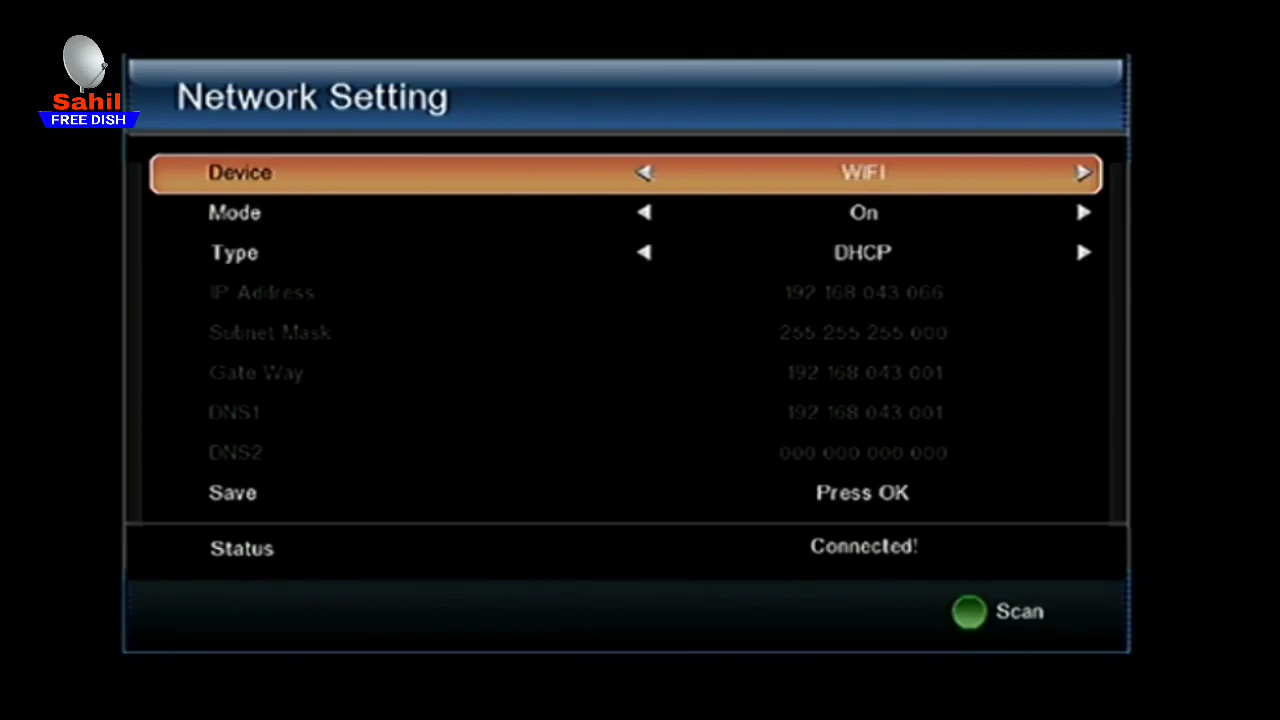 Sahil
FREE DISH
Network Setting
Device WIFI
Mode On
Type DHCP
IP Address 192.168.043.066
Subnet Mask 255.255.255.000
Gate Way 192.168.043.001
DNS1 192.168.043.001
DNS2 000.000.000.000
Save Press OK
Status Connected!
Scan